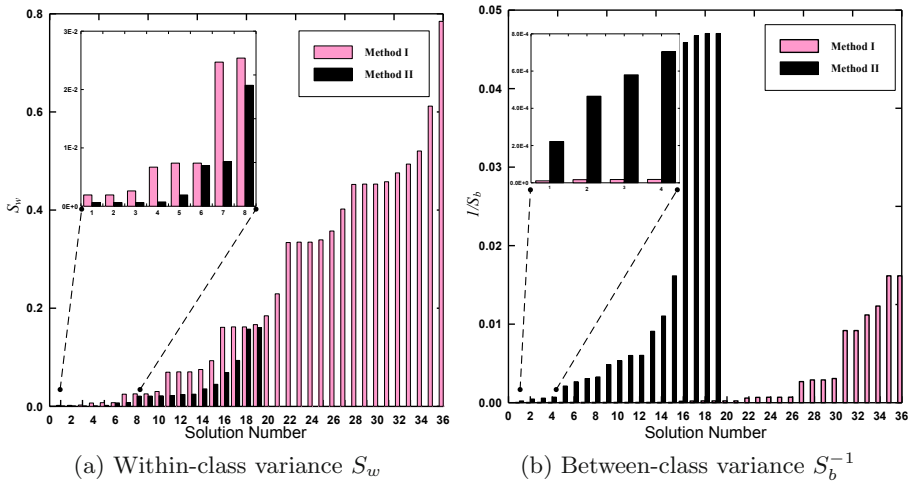 0.8
0.6
0.4
0.2
0.0
S_w
3E-2
2E-2
1E-2
0E+0
1 2 3 4 5 6 7 8
Method I
Method II
0 2 4 6 8 10 12 14 16 18 20 22 24 26 28 30 32 34 36
Solution Number
(a) Within-class variance S_w
0.05
0.04
0.03
0.02
0.01
0.00
1/S_b
8.0E-4
6.0E-4
4.0E-4
2.0E-4
0.0E+0
1 2 3 4
Method I
Method II
0 2 4 6 8 10 12 14 16 18 20 22 24 26 28 30 32 34 36
Solution Number
(b) Between-class variance S_b^{-1}